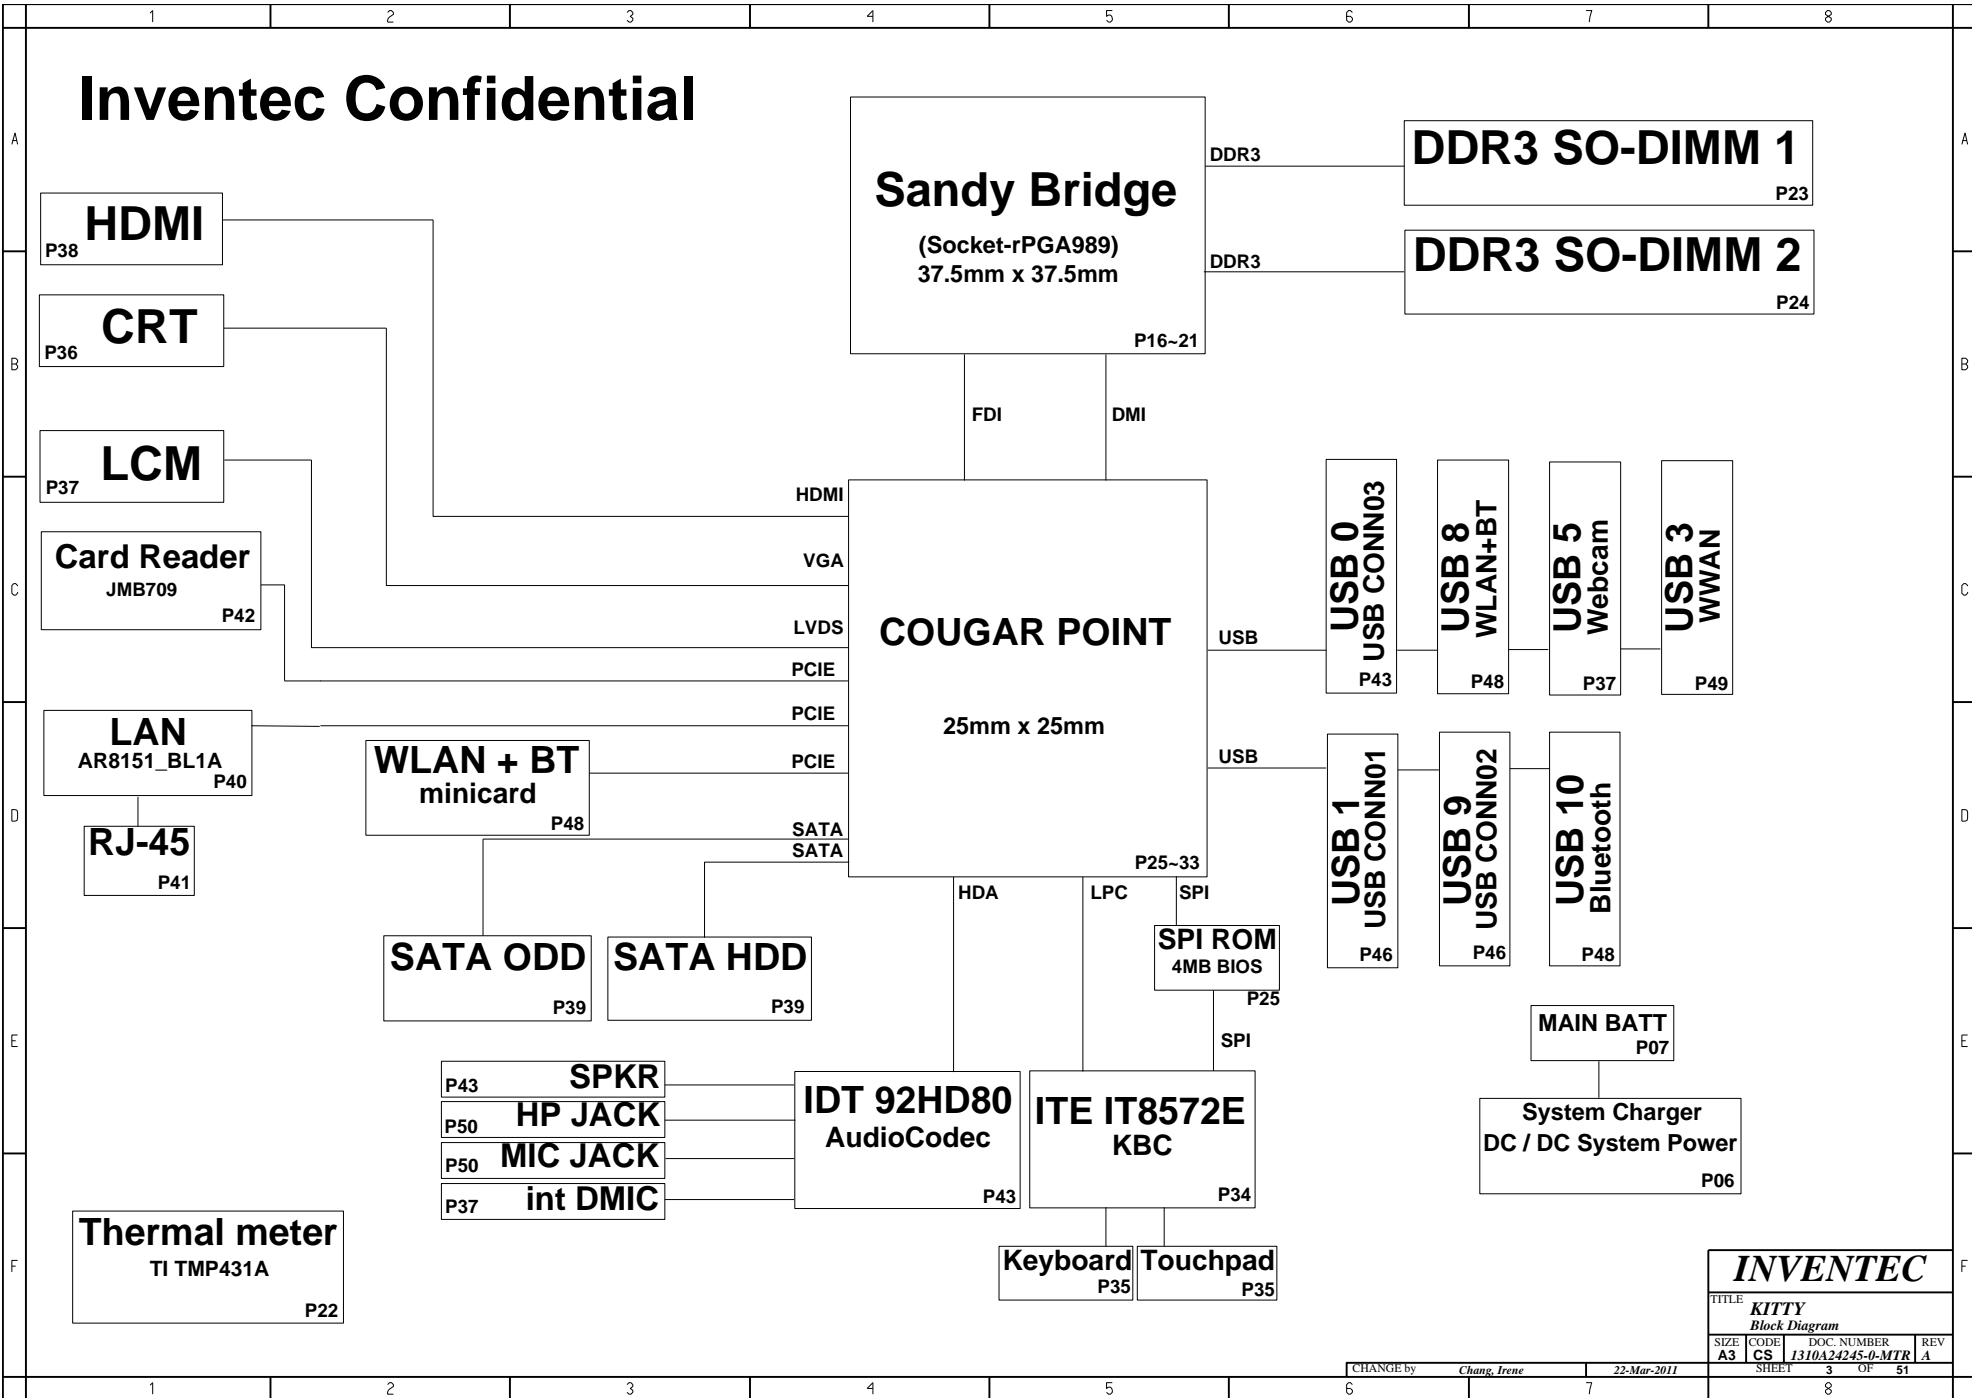 1 2 3 4 5 6 7 8
Inventec Confidential
A A
B B
C C
D D
E E
F F
HDMI
P38
CRT
P36
LCM
P37
Card Reader
JMB709
P42
LAN
AR8151_BL1A
P40
RJ-45
P41
WLAN + BT
minicard
P48
SATA ODD
P39
SATA HDD
P39
Sandy Bridge
(Socket-rPGA989)
37.5mm x 37.5mm
P16~21
DDR3
DDR3 SO-DIMM 1
P23
DDR3
DDR3 SO-DIMM 2
P24
FDI
DMI
HDMI
VGA
LVDS
PCIE
PCIE
PCIE
SATA
SATA
COUGAR POINT
25mm x 25mm
P25~33
USB
USB
USB 0
USB CONN03
P43
USB 8
WLAN+BT
P48
USB 5
Webcam
P37
USB 3
WWAN
P49
USB 1
USB CONN01
P46
USB 9
USB CONN02
P46
USB 10
Bluetooth
P48
HDA
LPC
SPI
SPI ROM
4MB BIOS
P25
SPI
P43 SPKR
P50 HP JACK
P50 MIC JACK
P37 int DMIC
IDT 92HD80
AudioCodec
P43
ITE IT8572E
KBC
P34
Keyboard
P35
Touchpad
P35
MAIN BATT
P07
System Charger
DC / DC System Power
P06
Thermal meter
TI TMP431A
P22
INVENTEC
TITLE
KITTY
Block Diagram
SIZE CODE DOC. NUMBER REV
A3 CS 1310A24245-0-MTR A
CHANGE by Chang, Irene 22-Mar-2011 SHEET 3 OF 51
1 2 3 4 5 6 7 8